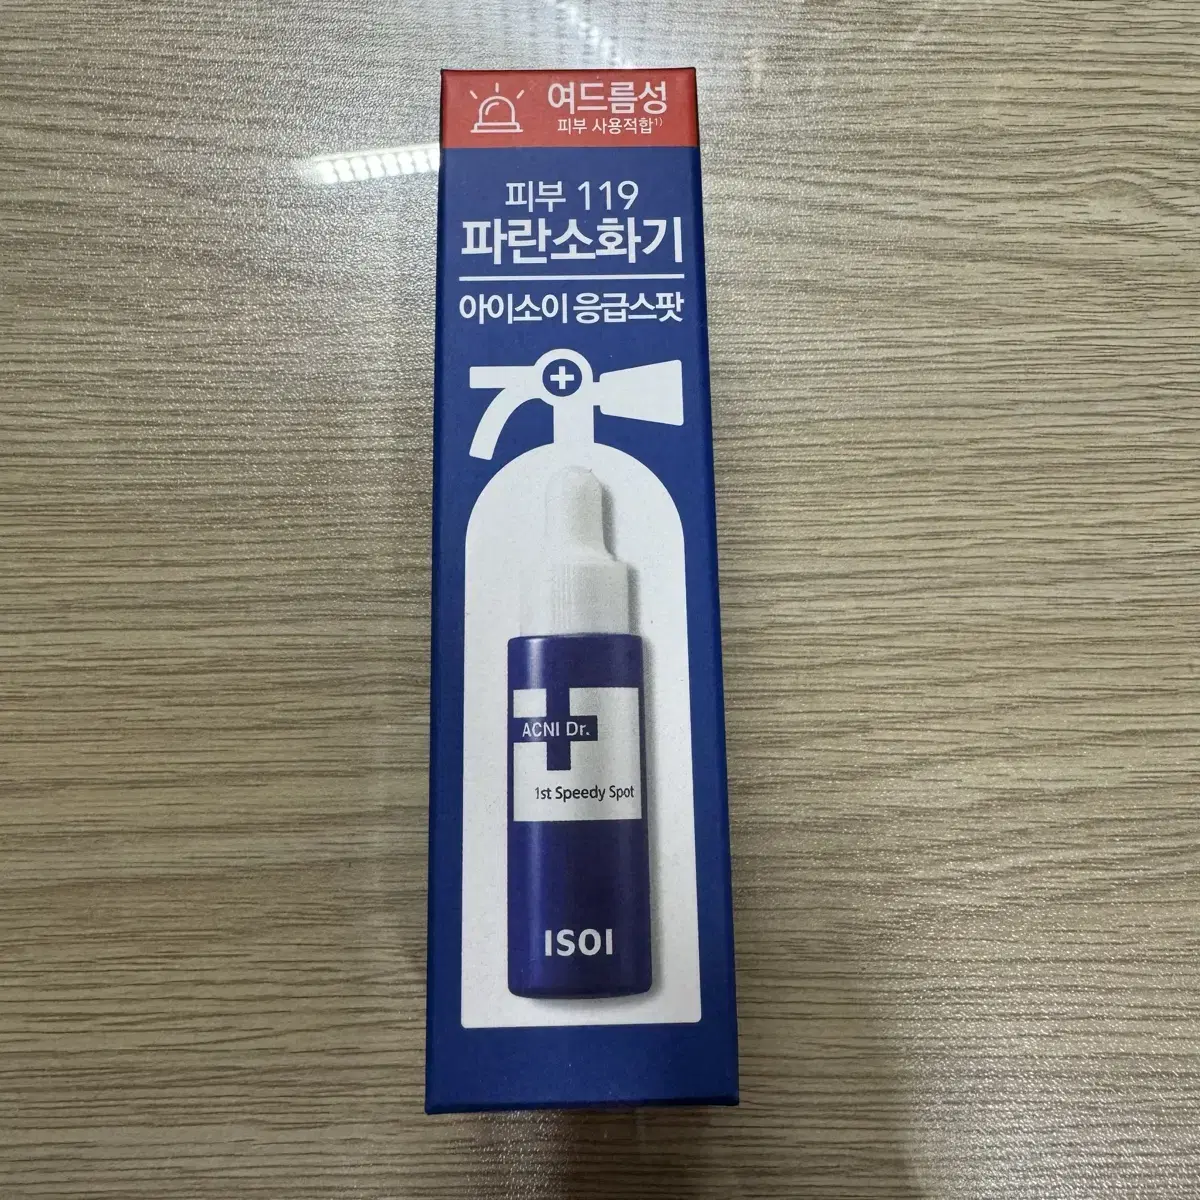 여드름성
피부 사용적합1)
피부 119
파란소화기
아이소이 응급스팟
ACNI Dr.
1st Speedy Spot
ISOI